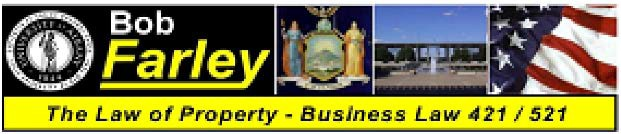 Bob
Farley
The Law of Property - Business Law 421 / 521